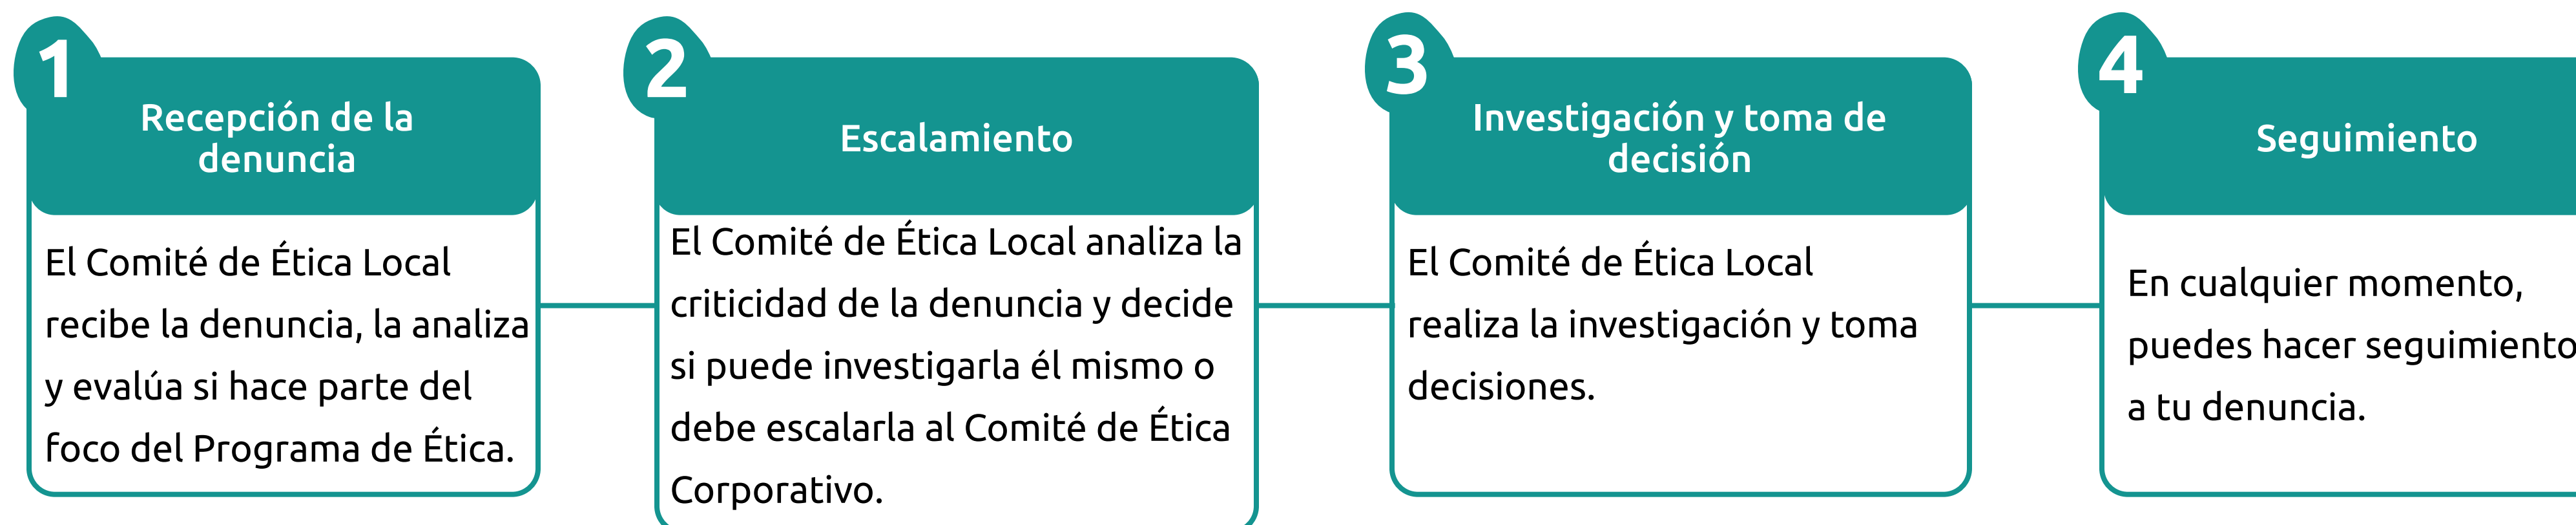 1
Recepción de la
denuncia
El Comité de Ética Local
recibe la denuncia, la analiza
y evalúa si hace parte del
foco del Programa de Ética.
2
Escalamiento
El Comité de Ética Local analiza la
criticidad de la denuncia y decide
si puede investigarla él mismo o
debe escalarla al Comité de Ética
Corporativo.
3
Investigación y toma de
decisión
El Comité de Ética Local
realiza la investigación y toma
decisiones.
4
Seguimiento
En cualquier momento,
puedes hacer seguimiento
a tu denuncia.